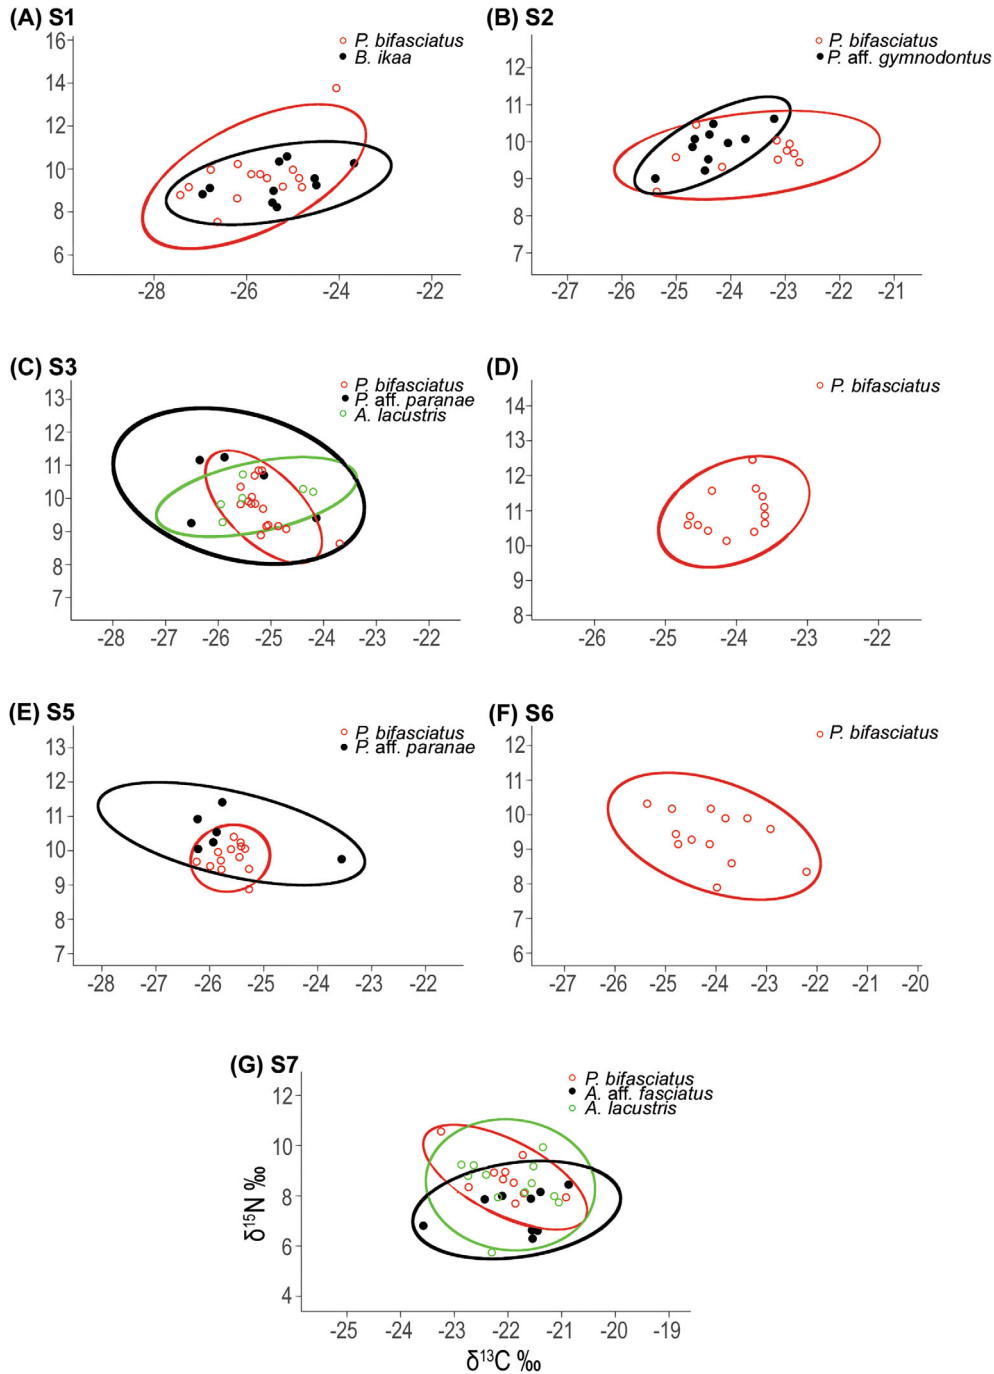 (A) S1
P. bifasciatus
B. ikaa
16
14
12
10
8
6
-28 -26 -24 -22
(B) S2
P. bifasciatus
P. aff. gymnodontus
12
11
10
9
8
7
-27 -26 -25 -24 -23 -22 -21
(C) S3
P. bifasciatus
P. aff. paranae
A. lacustris
13
12
11
10
9
8
7
-28 -27 -26 -25 -24 -23 -22
(D)
P. bifasciatus
14
13
12
11
10
9
8
-26 -24 -23 -22
(E) S5
P. bifasciatus
P. aff. paranae
13
12
11
10
9
8
7
-28 -27 -26 -25 -24 -23 -22
(F) S6
P. bifasciatus
12
11
10
9
8
7
6
-27 -26 -25 -24 -23 -22 -21 -20
(G) S7
P. bifasciatus
A. aff. fasciatus
A. lacustris
12
10
8
6
4
δ15N ‰
-25 -24 -23 -22 -21 -20 -19
δ13C ‰